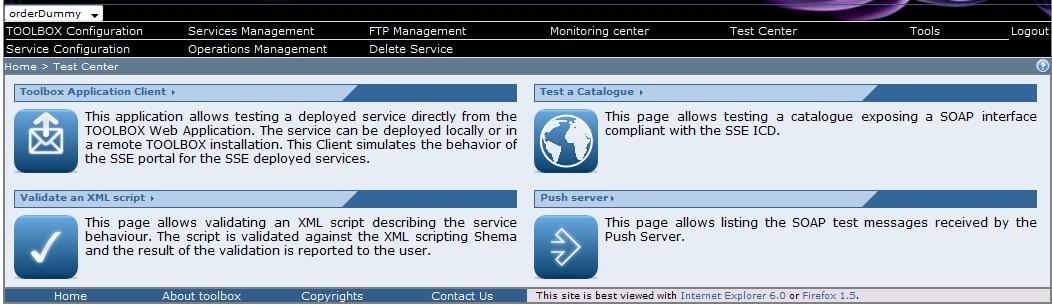 orderDummy
TOOLBOX Configuration Services Management FTP Management Monitoring center Test Center Tools Logout
Service Configuration Operations Management Delete Service
Home > Test Center
Toolbox Application Client
This application allows testing a deployed service directly from the
TOOLBOX Web Application. The service can be deployed locally or in
a remote TOOLBOX installation. This Client simulates the behavior of
the SSE portal for the SSE deployed services.
Test a Catalogue
This page allows testing a catalogue exposing a SOAP interface
compliant with the SSE ICD.
Validate an XML script
This page allows validating an XML script describing the service
behaviour. The script is validated against the XML scripting Shema
and the result of the validation is reported to the user.
Push server
This page allows listing the SOAP test messages received by the
Push Server.
Home About toolbox Copyrights Contact Us This site is best viewed with Internet Explorer 6.0 or Firefox 1.5.